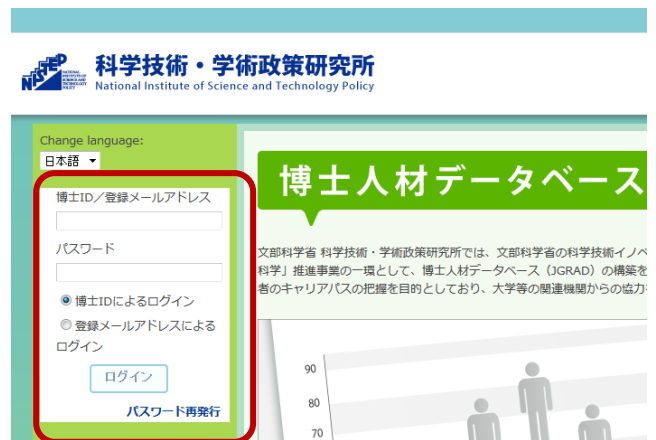 NISTEP
NATIONAL
INSTITUTE OF
SCIENCE AND
TECHNOLOGY
POLICY
科学技術・学術政策研究所
National Institute of Science and Technology Policy
Change language:
日本語
博士ID／登録メールアドレス
パスワード
博士IDによるログイン
登録メールアドレスによる
ログイン
ログイン
パスワード再発行
博士人材データベース
文部科学省 科学技術・学術政策研究所では、文部科学省の科学技術イノベ
科学」推進事業の一環として、博士人材データベース（JGRAD）の構築を
者のキャリアパスの把握を目的としており、大学等の関連機関からの協力
90
80
70